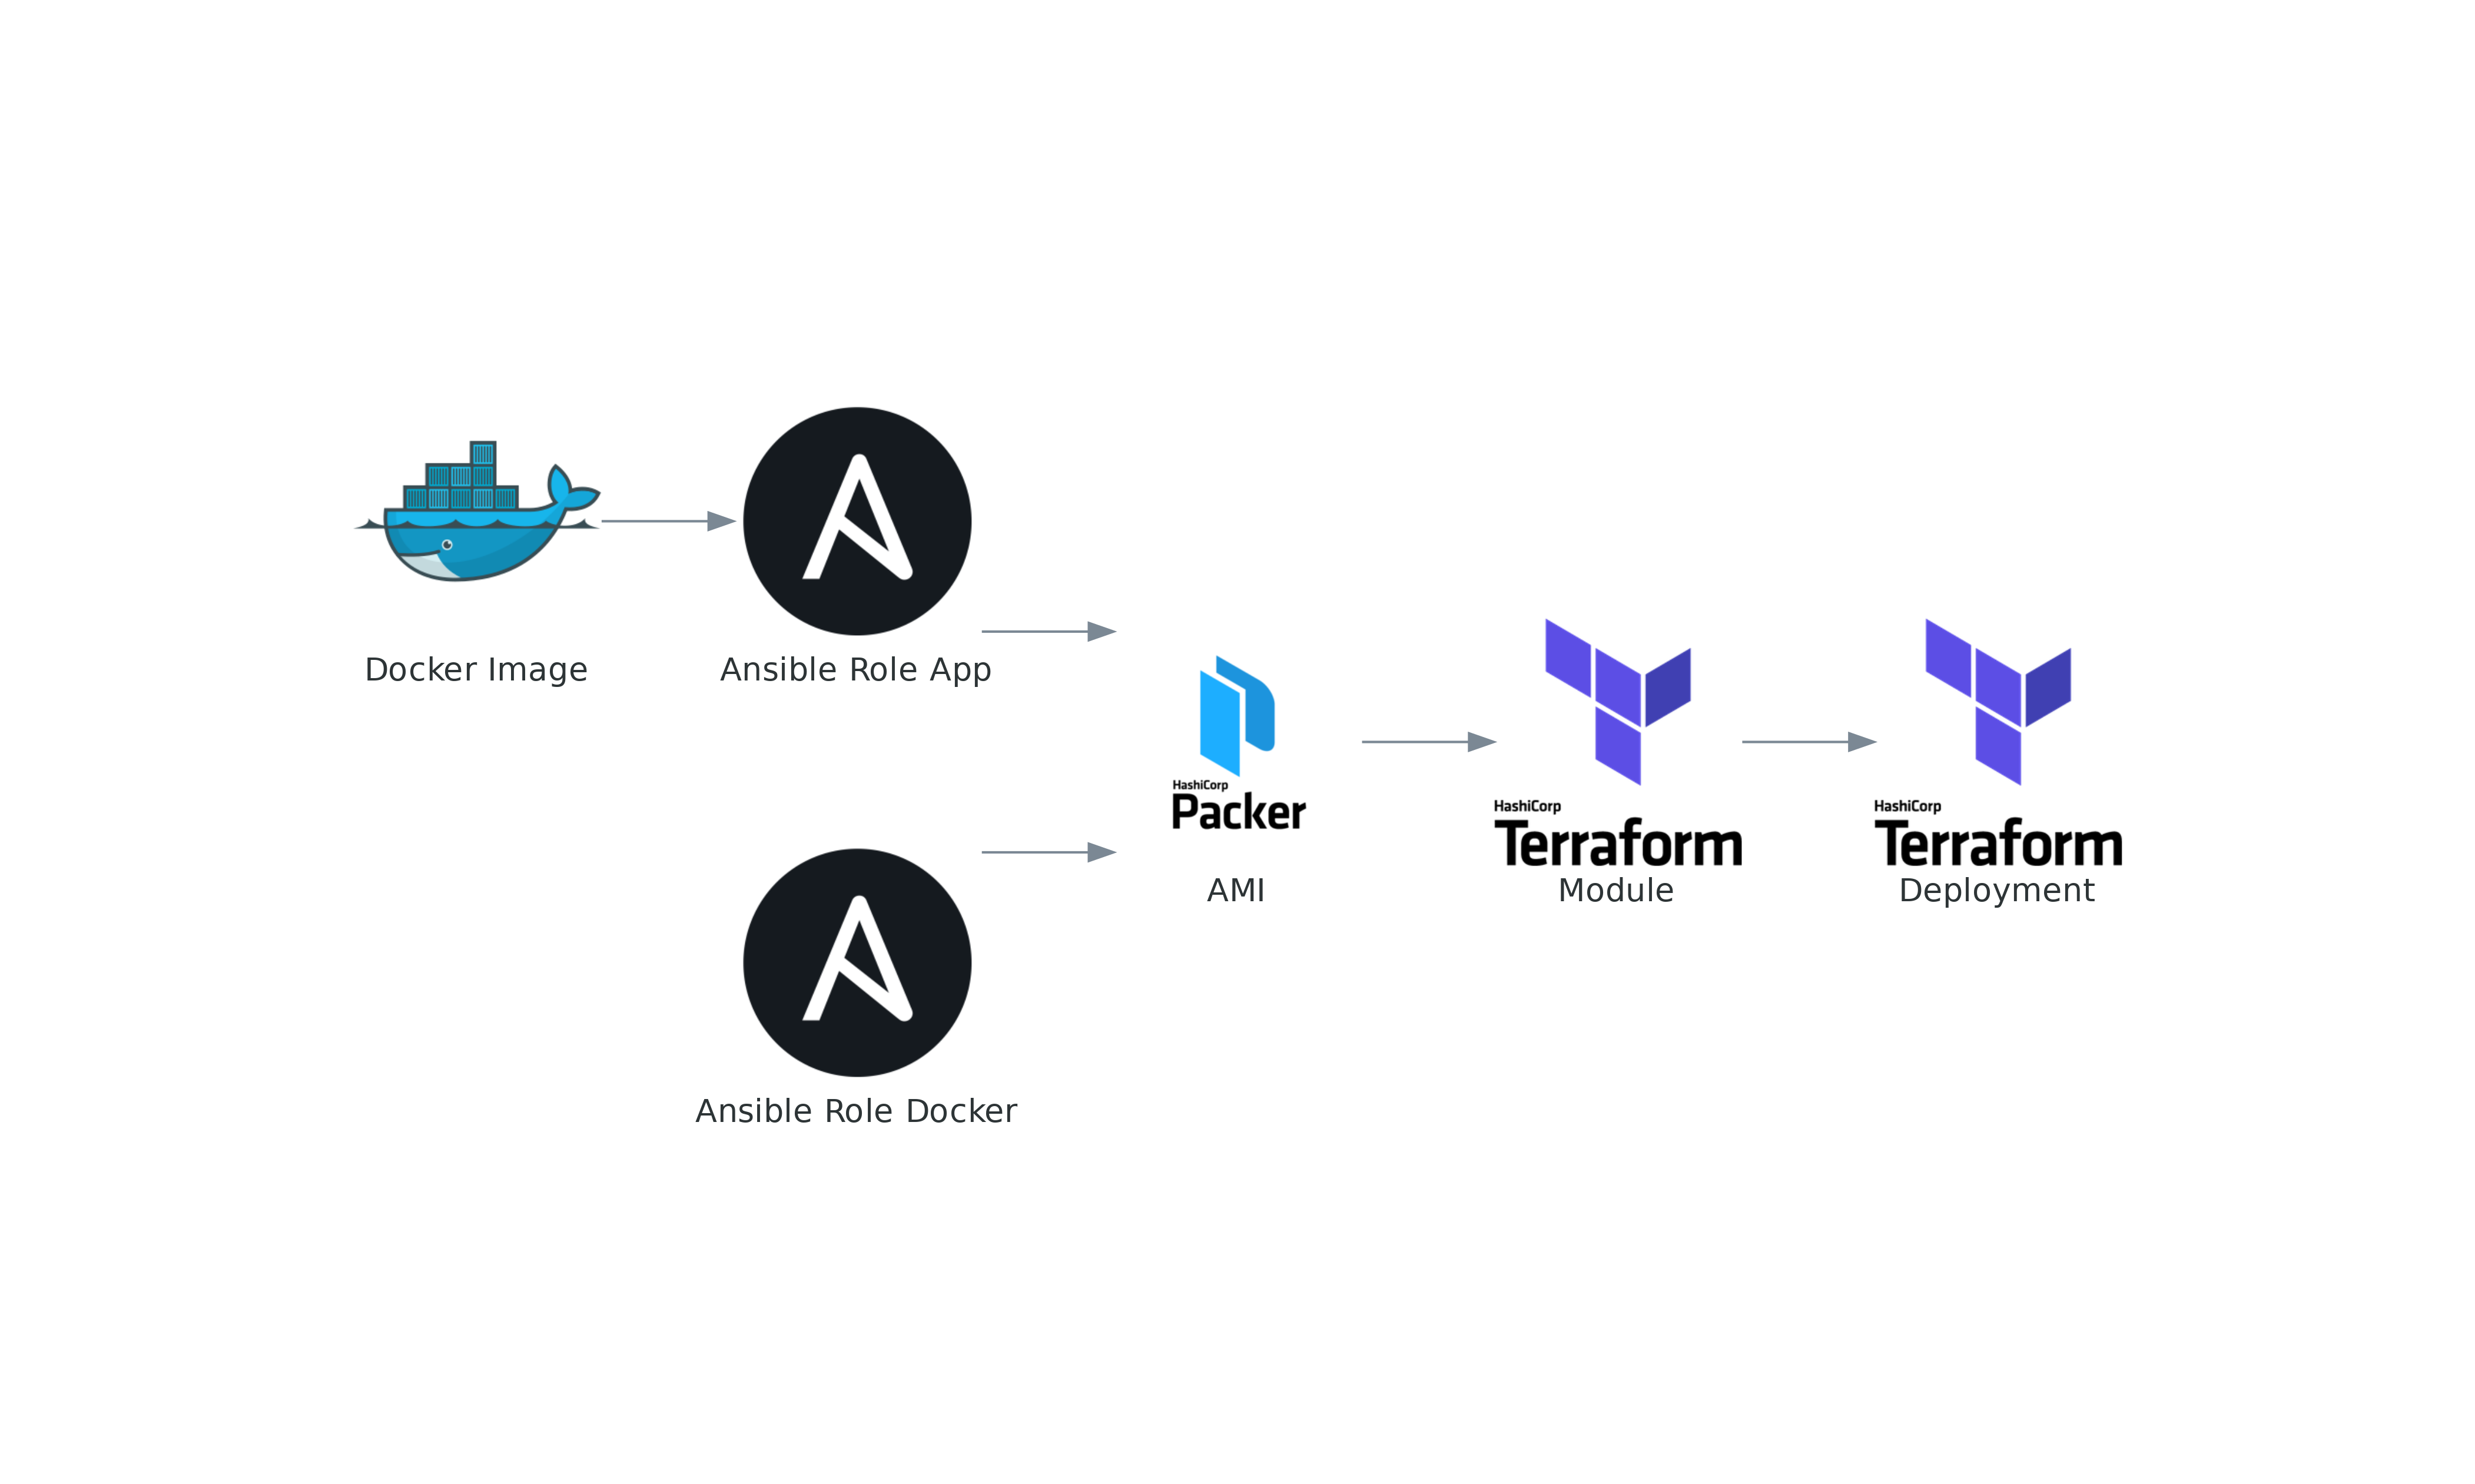 Docker Image
Ansible Role App
HashiCorp
Packer
AMI
HashiCorp
Terraform
Module
HashiCorp
Terraform
Deployment
Ansible Role Docker